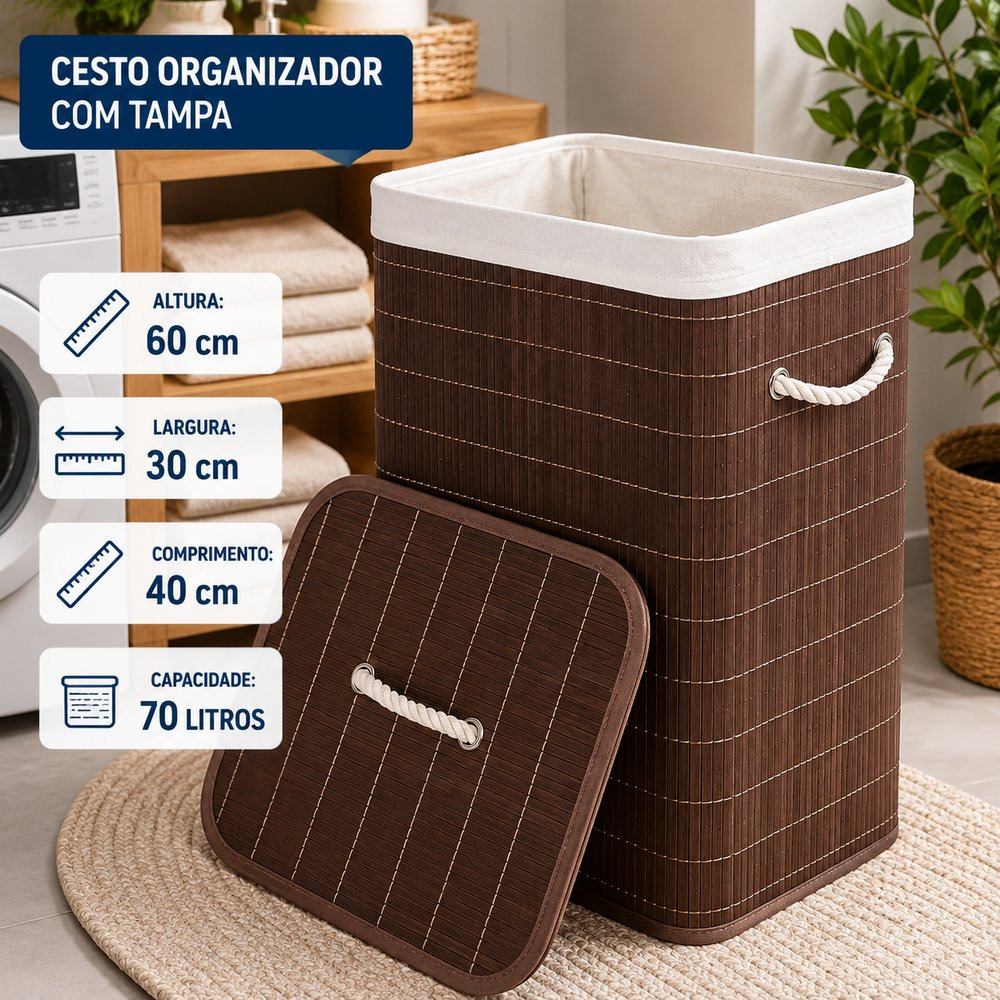 CESTO ORGANIZADOR
COM TAMPA
ALTURA:
60 cm
LARGURA:
30 cm
COMPRIMENTO:
40 cm
CAPACIDADE:
70 LITROS